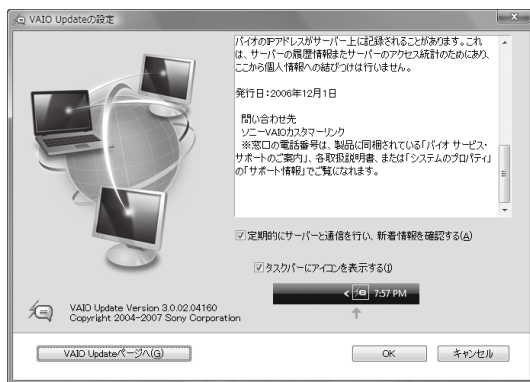 VAIO Updateの設定
バイオのIPアドレスがサーバー上に記録されることがあります。これ
は、サーバーの履歴情報またサーバーのアクセス統計のためにあり、
ここから個人情報への結びつけは行いません。
発行日：2006年12月1日
問い合わせ先
ソニーVAIOカスタマーリンク
※窓口の電話番号は、製品に同梱されている「バイオ サービス・
サポートのご案内」、各取扱説明書、または「システムのプロパティ」
の「サポート情報」でご覧になれます。
定期的にサーバーと通信を行い、新着情報を確認する(A)
タスクバーにアイコンを表示する(I)
< 7:57 PM
VAIO Update Version 3.0.02.04160
Copyright 2004-2007 Sony Corporation
VAIO Updateページへ(G)
OK
キャンセル